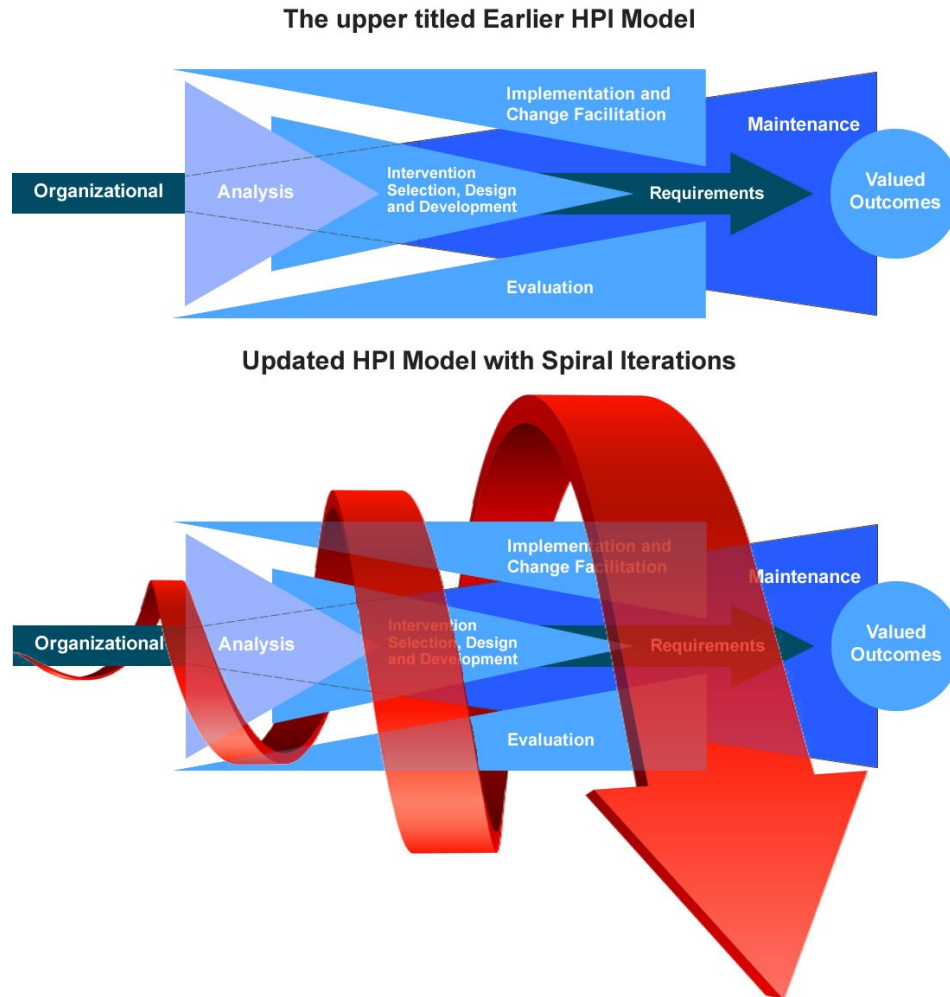 The upper titled Earlier HPI Model
Implementation and
Change Facilitation
Maintenance
Organizational
Analysis
Intervention
Selection, Design
and Development
Requirements
Valued
Outcomes
Evaluation
Updated HPI Model with Spiral Iterations
Implementation and
Change Facilitation
Maintenance
Organizational
Analysis
Intervention
Selection, Design
and Development
Requirements
Valued
Outcomes
Evaluation